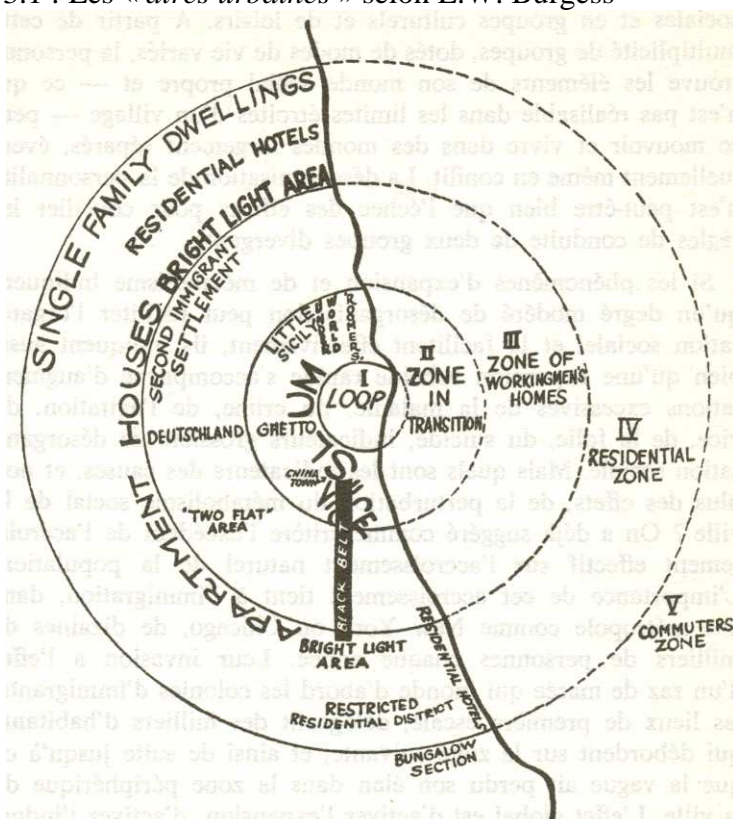 3.1 : Les « aires urbaines » selon E.W. Burgess
SINGLE FAMILY DWELLINGS
RESIDENTIAL HOTELS
BRIGHT LIGHT AREA
APARTMENT HOSES
SECOND IMMIGRANT
SETTLEMENT
LITTLE
SICILY
UNDER
WORLD
ROOMERS
I
LOOP
II
ZONE
IN
TRANSITION
III
ZONE OF
WORKINGMEN'S
HOMES
IV
RESIDENTIAL
ZONE
V
COMMUTERS
ZONE
DEUTSCHLAND
GHETTO
CHINA
TOWN
VICE
"TWO FLAT"
AREA
BLACK BELT
BRIGHT LIGHT
AREA
RESIDENTIAL HOTELS
RESTRICTED
RESIDENTIAL DISTRICT
BUNGALOW
SECTION